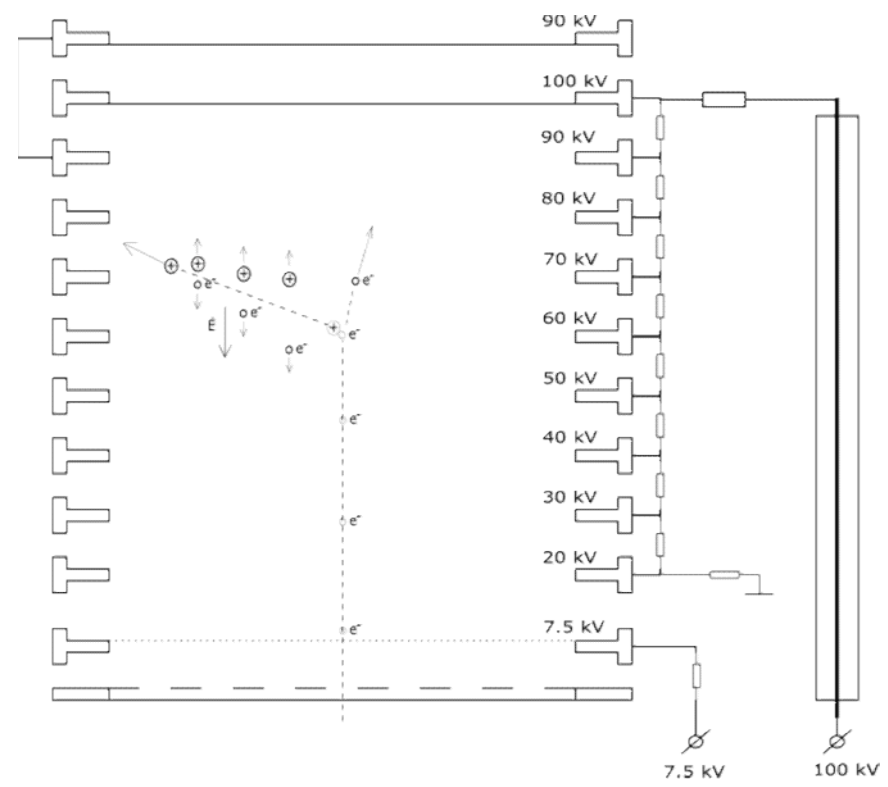 90 kV
100 kV
90 kV
80 kV
70 kV
e⁻
e⁻
60 kV
E
e⁻
e⁻
e⁻
50 kV
e⁻
40 kV
30 kV
e⁻
20 kV
7.5 kV
e⁻
7.5 kV
100 kV